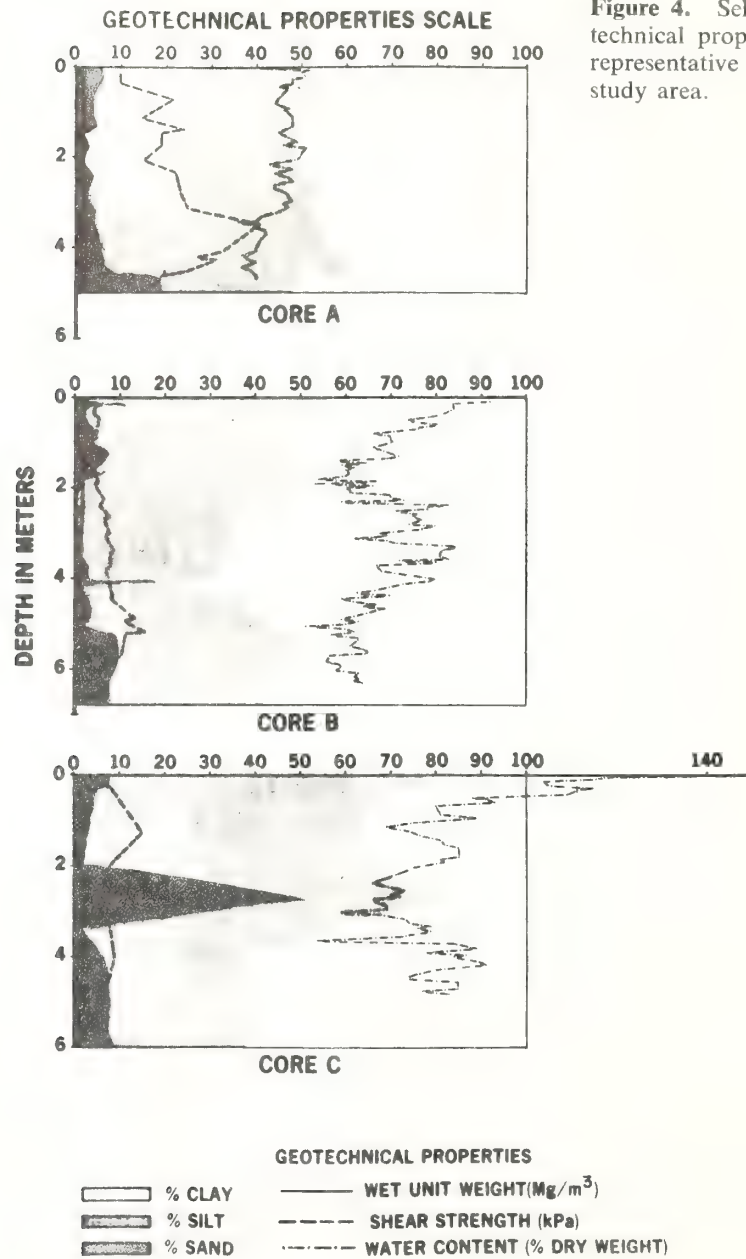 GEOTECHNICAL PROPERTIES SCALE
0 10 20 30 40 50 60 70 80 90 100
0
2
4
6
CORE A
0 10 20 30 40 50 60 70 80 90 100
0
2
4
6
CORE B
0 10 20 30 40 50 60 70 80 90 100 140
0
2
4
6
CORE C
DEPTH IN METERS
GEOTECHNICAL PROPERTIES
% CLAY
% SILT
% SAND
WET UNIT WEIGHT(Mg/m³)
SHEAR STRENGTH (kPa)
WATER CONTENT (% DRY WEIGHT)
Figure 4. Sel
technical prop
representative
study area.